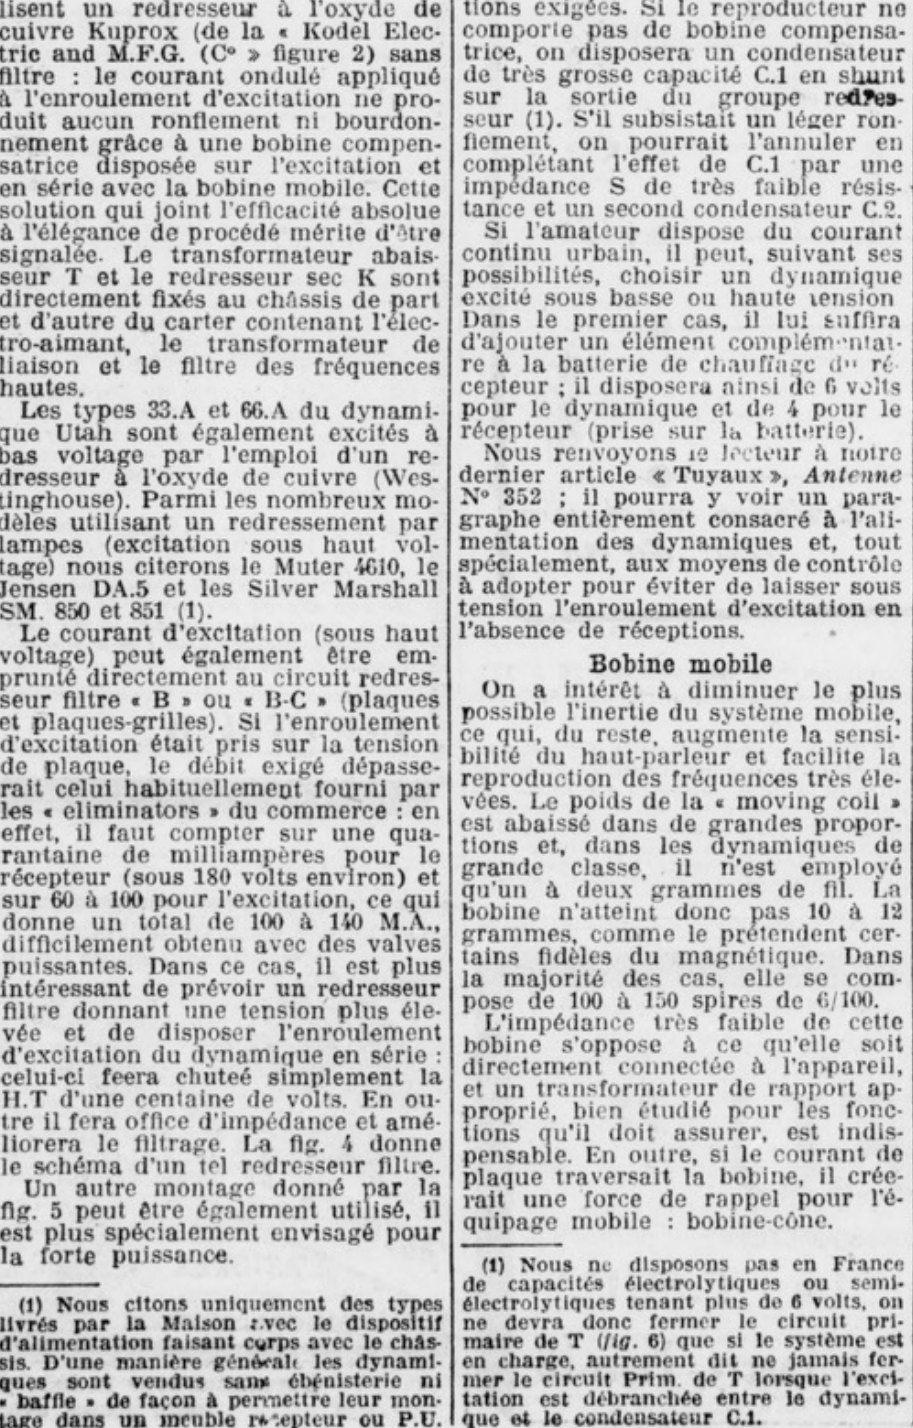 lisent un redresseur à l'oxyde de
cuivre Kuprox (de la « Kodel Elec-
tric and M.F.G. (C° » figure 2) sans
filtre : le courant ondulé appliqué
à l'enroulement d'excitation ne pro-
duit aucun ronflement ni bourdon-
nement grâce à une bobine compen-
satrice disposée sur l'excitation et
en série avec la bobine mobile. Cette
solution qui joint l'efficacité absolue
à l'élégance de procédé mérite d'être
signalée. Le transformateur abais-
seur T et le redresseur sec K sont
directement fixés au châssis de part
et d'autre du carter contenant l'élec-
tro-aimant, le transformateur de
liaison et le filtre des fréquences
hautes.
Les types 33.A et 66.A du dynami-
que Utah sont également excités à
bas voltage par l'emploi d'un re-
dresseur à l'oxyde de cuivre (Wes-
tinghouse). Parmi les nombreux mo-
dèles utilisant un redressement par
lampes (excitation sous haut vol-
tage) nous citerons le Muter 4610, le
Jensen DA.5 et les Silver Marshall
SM. 850 et 851 (1).
Le courant d'excitation (sous haut
voltage) peut également être em-
prunté directement au circuit redres-
seur filtre « B » ou « B-C » (plaques
et plaques-grilles). Si l'enroulement
d'excitation était pris sur la tension
de plaque, le débit exigé dépasse-
rait celui habituellement fourni par
les « eliminators » du commerce : en
effet, il faut compter sur une qua-
rantaine de milliampères pour le
récepteur (sous 180 volts environ) et
sur 60 à 100 pour l'excitation, ce qui
donne un total de 100 à 140 M.A.,
difficilement obtenu avec des valves
puissantes. Dans ce cas, il est plus
intéressant de prévoir un redresseur
filtre donnant une tension plus éle-
vée et de disposer l'enroulement
d'excitation du dynamique en série :
celui-ci feera chuteé simplement la
H.T d'une centaine de volts. En ou-
tre il fera office d'impédance et amé-
liorera le filtrage. La fig. 4 donne
le schéma d'un tel redresseur filtre.
Un autre montage donné par la
fig. 5 peut être également utilisé, il
est plus spécialement envisagé pour
la forte puissance.
(1) Nous citons uniquement des types
livrés par la Maison avec le dispositif
d'alimentation faisant corps avec le châs-
sis. D'une manière générale les dynami-
ques sont vendus sans ébénisterie ni
« baffle » de façon à permettre leur mon-
tage dans un meuble récepteur ou P.U.
tions exigées. Si le reproducteur ne
comporte pas de bobine compensa-
trice, on disposera un condensateur
de très grosse capacité C.1 en shunt
sur la sortie du groupe redres-
seur (1). S'il subsistait un léger ron-
flement, on pourrait l'annuler en
complétant l'effet de C.1 par une
impédance S de très faible résis-
tance et un second condensateur C.2.
Si l'amateur dispose du courant
continu urbain, il peut, suivant ses
possibilités, choisir un dynamique
excité sous basse ou haute tension
Dans le premier cas, il lui suffira
d'ajouter un élément complémentai-
re à la batterie de chauffage du ré-
cepteur ; il disposera ainsi de 6 volts
pour le dynamique et de 4 pour le
récepteur (prise sur la batterie).
Nous renvoyons le lecteur à notre
dernier article « Tuyaux », Antenne
N° 352 ; il pourra y voir un para-
graphe entièrement consacré à l'ali-
mentation des dynamiques et, tout
spécialement, aux moyens de contrôle
à adopter pour éviter de laisser sous
tension l'enroulement d'excitation en
l'absence de réceptions.
Bobine mobile
On a intérêt à diminuer le plus
possible l'inertie du système mobile,
ce qui, du reste, augmente la sensi-
bilité du haut-parleur et facilite la
reproduction des fréquences très éle-
vées. Le poids de la « moving coil »
est abaissé dans de grandes propor-
tions et, dans les dynamiques de
grande classe, il n'est employé
qu'un à deux grammes de fil. La
bobine n'atteint donc pas 10 à 12
grammes, comme le prétendent cer-
tains fidèles du magnétique. Dans
la majorité des cas, elle se com-
pose de 100 à 150 spires de 6/100.
L'impédance très faible de cette
bobine s'oppose à ce qu'elle soit
directement connectée à l'appareil,
et un transformateur de rapport ap-
proprié, bien étudié pour les fonc-
tions qu'il doit assurer, est indis-
pensable. En outre, si le courant de
plaque traversait la bobine, il crée-
rait une force de rappel pour l'é-
quipage mobile : bobine-cône.
(1) Nous ne disposons pas en France
de capacités électrolytiques ou semi-
électrolytiques tenant plus de 6 volts, on
ne devra donc fermer le circuit pri-
maire de T (fig. 6) que si le système est
en charge, autrement dit ne jamais fer-
mer le circuit Prim. de T lorsque l'exci-
tation est débranchée entre le dynami-
que et le condensateur C.1.